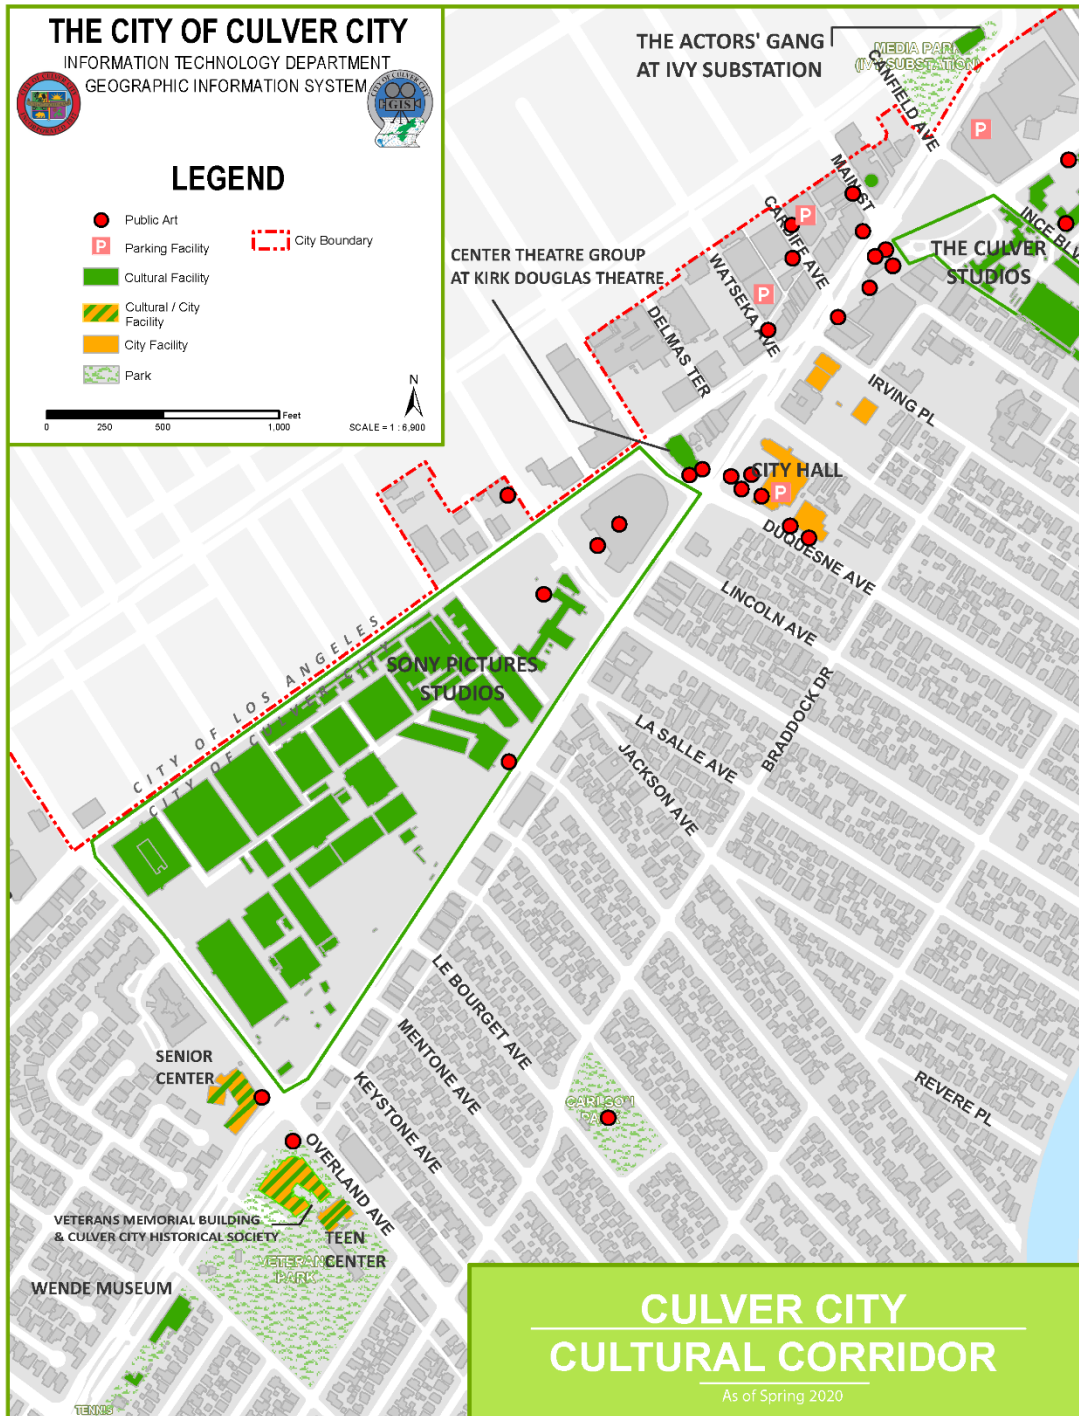 THE CITY OF CULVER CITY
INFORMATION TECHNOLOGY DEPARTMENT
GEOGRAPHIC INFORMATION SYSTEM
GIS
LEGEND
Public Art
P
Parking Facility
City Boundary
Cultural Facility
Cultural / City
Facility
City Facility
Park
N
Feet
0
250
500
1,000
SCALE = 1 : 6,900
THE ACTORS' GANG
AT IVY SUBSTATION
MEDIA PARK
(IVY SUBSTATION)
CANFIELD AVE
P
MAIN ST
CARDIFF AVE
P
INCE BLV
THE CULVER
STUDIOS
CENTER THEATRE GROUP
AT KIRK DOUGLAS THEATRE
WATSEKA AVE
P
DELMAS TER
IRVING PL
CITY HALL
P
DUQUESNE AVE
LINCOLN AVE
BRADDOCK DR
CITY OF LOS ANGELES
CITY OF CULVER CITY
SONY PICTURES
STUDIOS
LA SALLE AVE
JACKSON AVE
LE BOURGET AVE
MENTONE AVE
KEYSTONE AVE
REVERE PL
SENIOR
CENTER
CARLSON
PARK
OVERLAND AVE
VETERANS MEMORIAL BUILDING
& CULVER CITY HISTORICAL SOCIETY
TEEN
CENTER
VETERANS
PARK
WENDE MUSEUM
TENNIS
CULVER CITY
CULTURAL CORRIDOR
As of Spring 2020